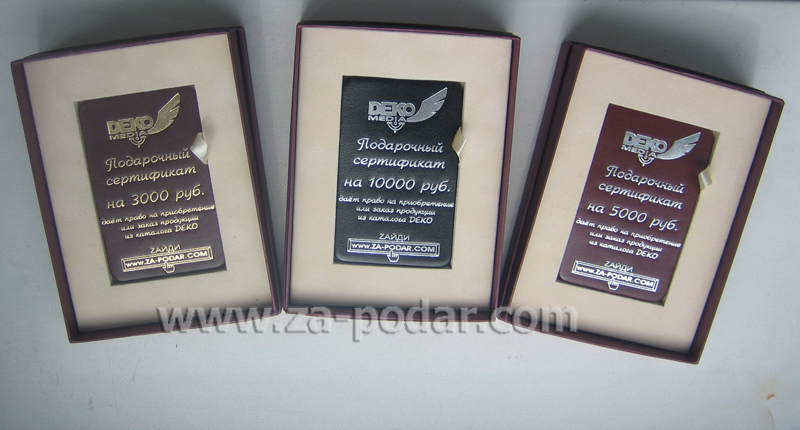 DEKO
MEDIA
Подарочный
сертификат
на 3000 руб.
даёт право на приобретение
или заказ продукции
из каталога DEKO
ZАЙДИ
WWW.ZA-PODAR.COM
DEKO
MEDIA
Подарочный
сертификат
на 10000 руб.
даёт право на приобретение
или заказ продукции
из каталога DEKO
ZАЙДИ
WWW.ZA-PODAR.COM
DEKO
MEDIA
Подарочный
сертификат
на 5000 руб.
даёт право на приобретение
или заказ продукции
из каталога DEKO
ZАЙДИ
WWW.ZA-PODAR.COM
www.za-podar.com